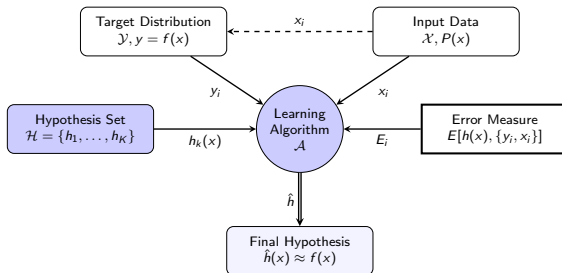 Target Distribution
𝒴, y = f(x)
x_i
Input Data
𝒳, P(x)
y_i
x_i
Hypothesis Set
ℋ = {h_1, . . . , h_K}
h_k(x)
Learning
Algorithm
𝒜
E_i
Error Measure
E[h(x), {y_i, x_i}]
ĥ
Final Hypothesis
ĥ(x) ≈ f(x)